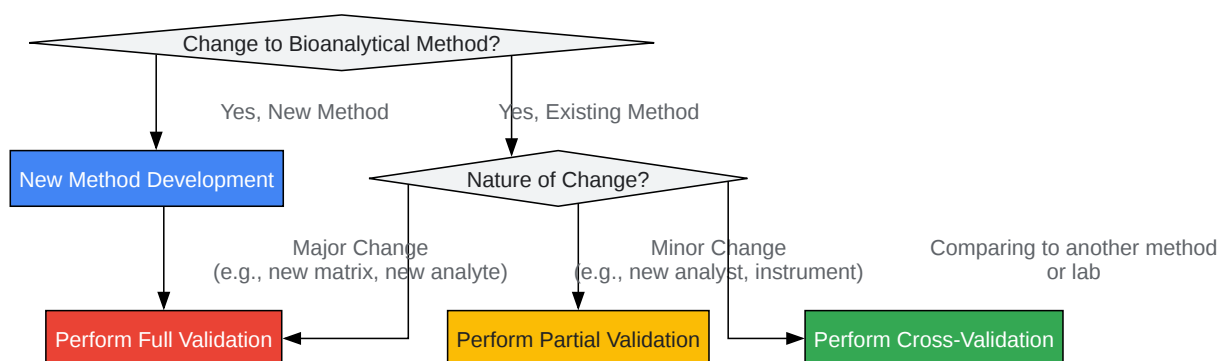 Change to Bioanalytical Method?
Yes, New Method
Yes, Existing Method
New Method Development
Nature of Change?
Major Change
(e.g., new matrix, new analyte)
Minor Change
(e.g., new analyst, instrument)
Comparing to another method
or lab
Perform Full Validation
Perform Partial Validation
Perform Cross-Validation